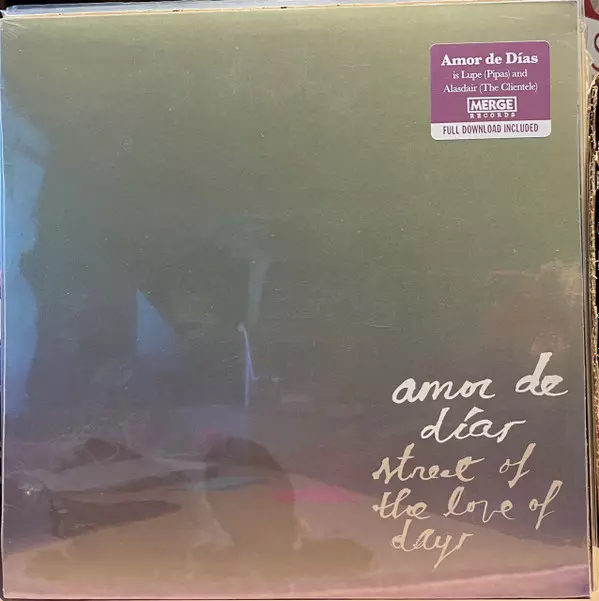 Amor de Días
is Lupe (Pipas) and
Alasdair (The Clientele)
MERGE
RECORDS
FULL DOWNLOAD INCLUDED
amor de
días
street of
the love of
days